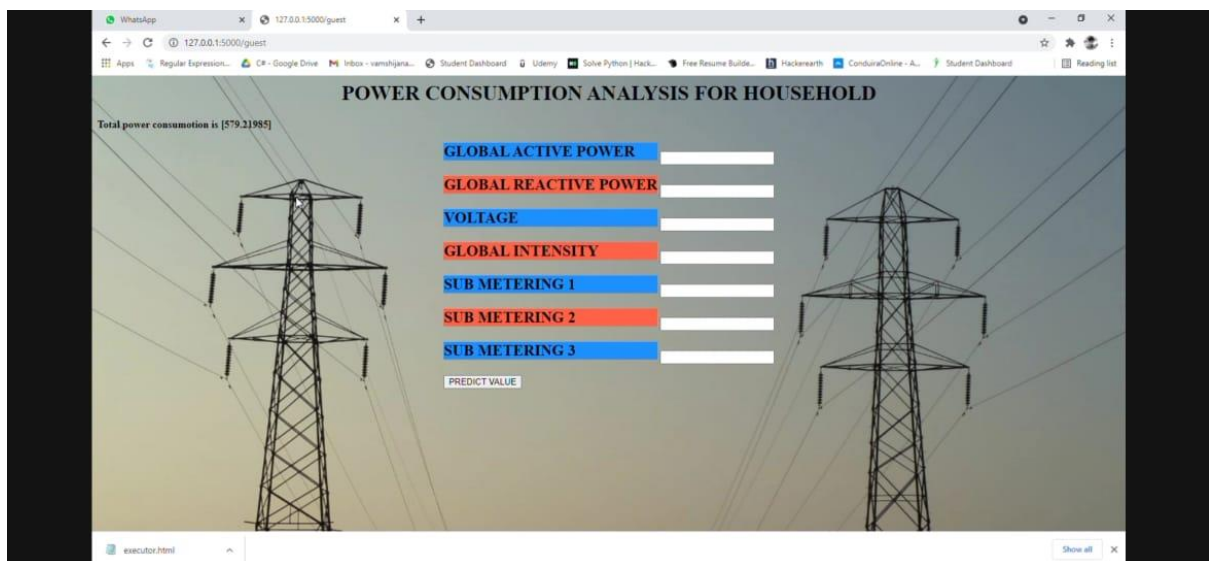 WhatsApp
127.0.0.1:5000/guest
127.0.0.1:5000/guest
Apps Regular Expression... C# - Google Drive Inbox - vamshijana... Student Dashboard Udemy Solve Python | Hack... Free Resume Builde... Hackerearth ConduiraOnline - A... Student Dashboard Reading list
POWER CONSUMPTION ANALYSIS FOR HOUSEHOLD
Total power consumotion is [579.21985]
GLOBAL ACTIVE POWER
GLOBAL REACTIVE POWER
VOLTAGE
GLOBAL INTENSITY
SUB METERING 1
SUB METERING 2
SUB METERING 3
PREDICT VALUE
executor.html Show all